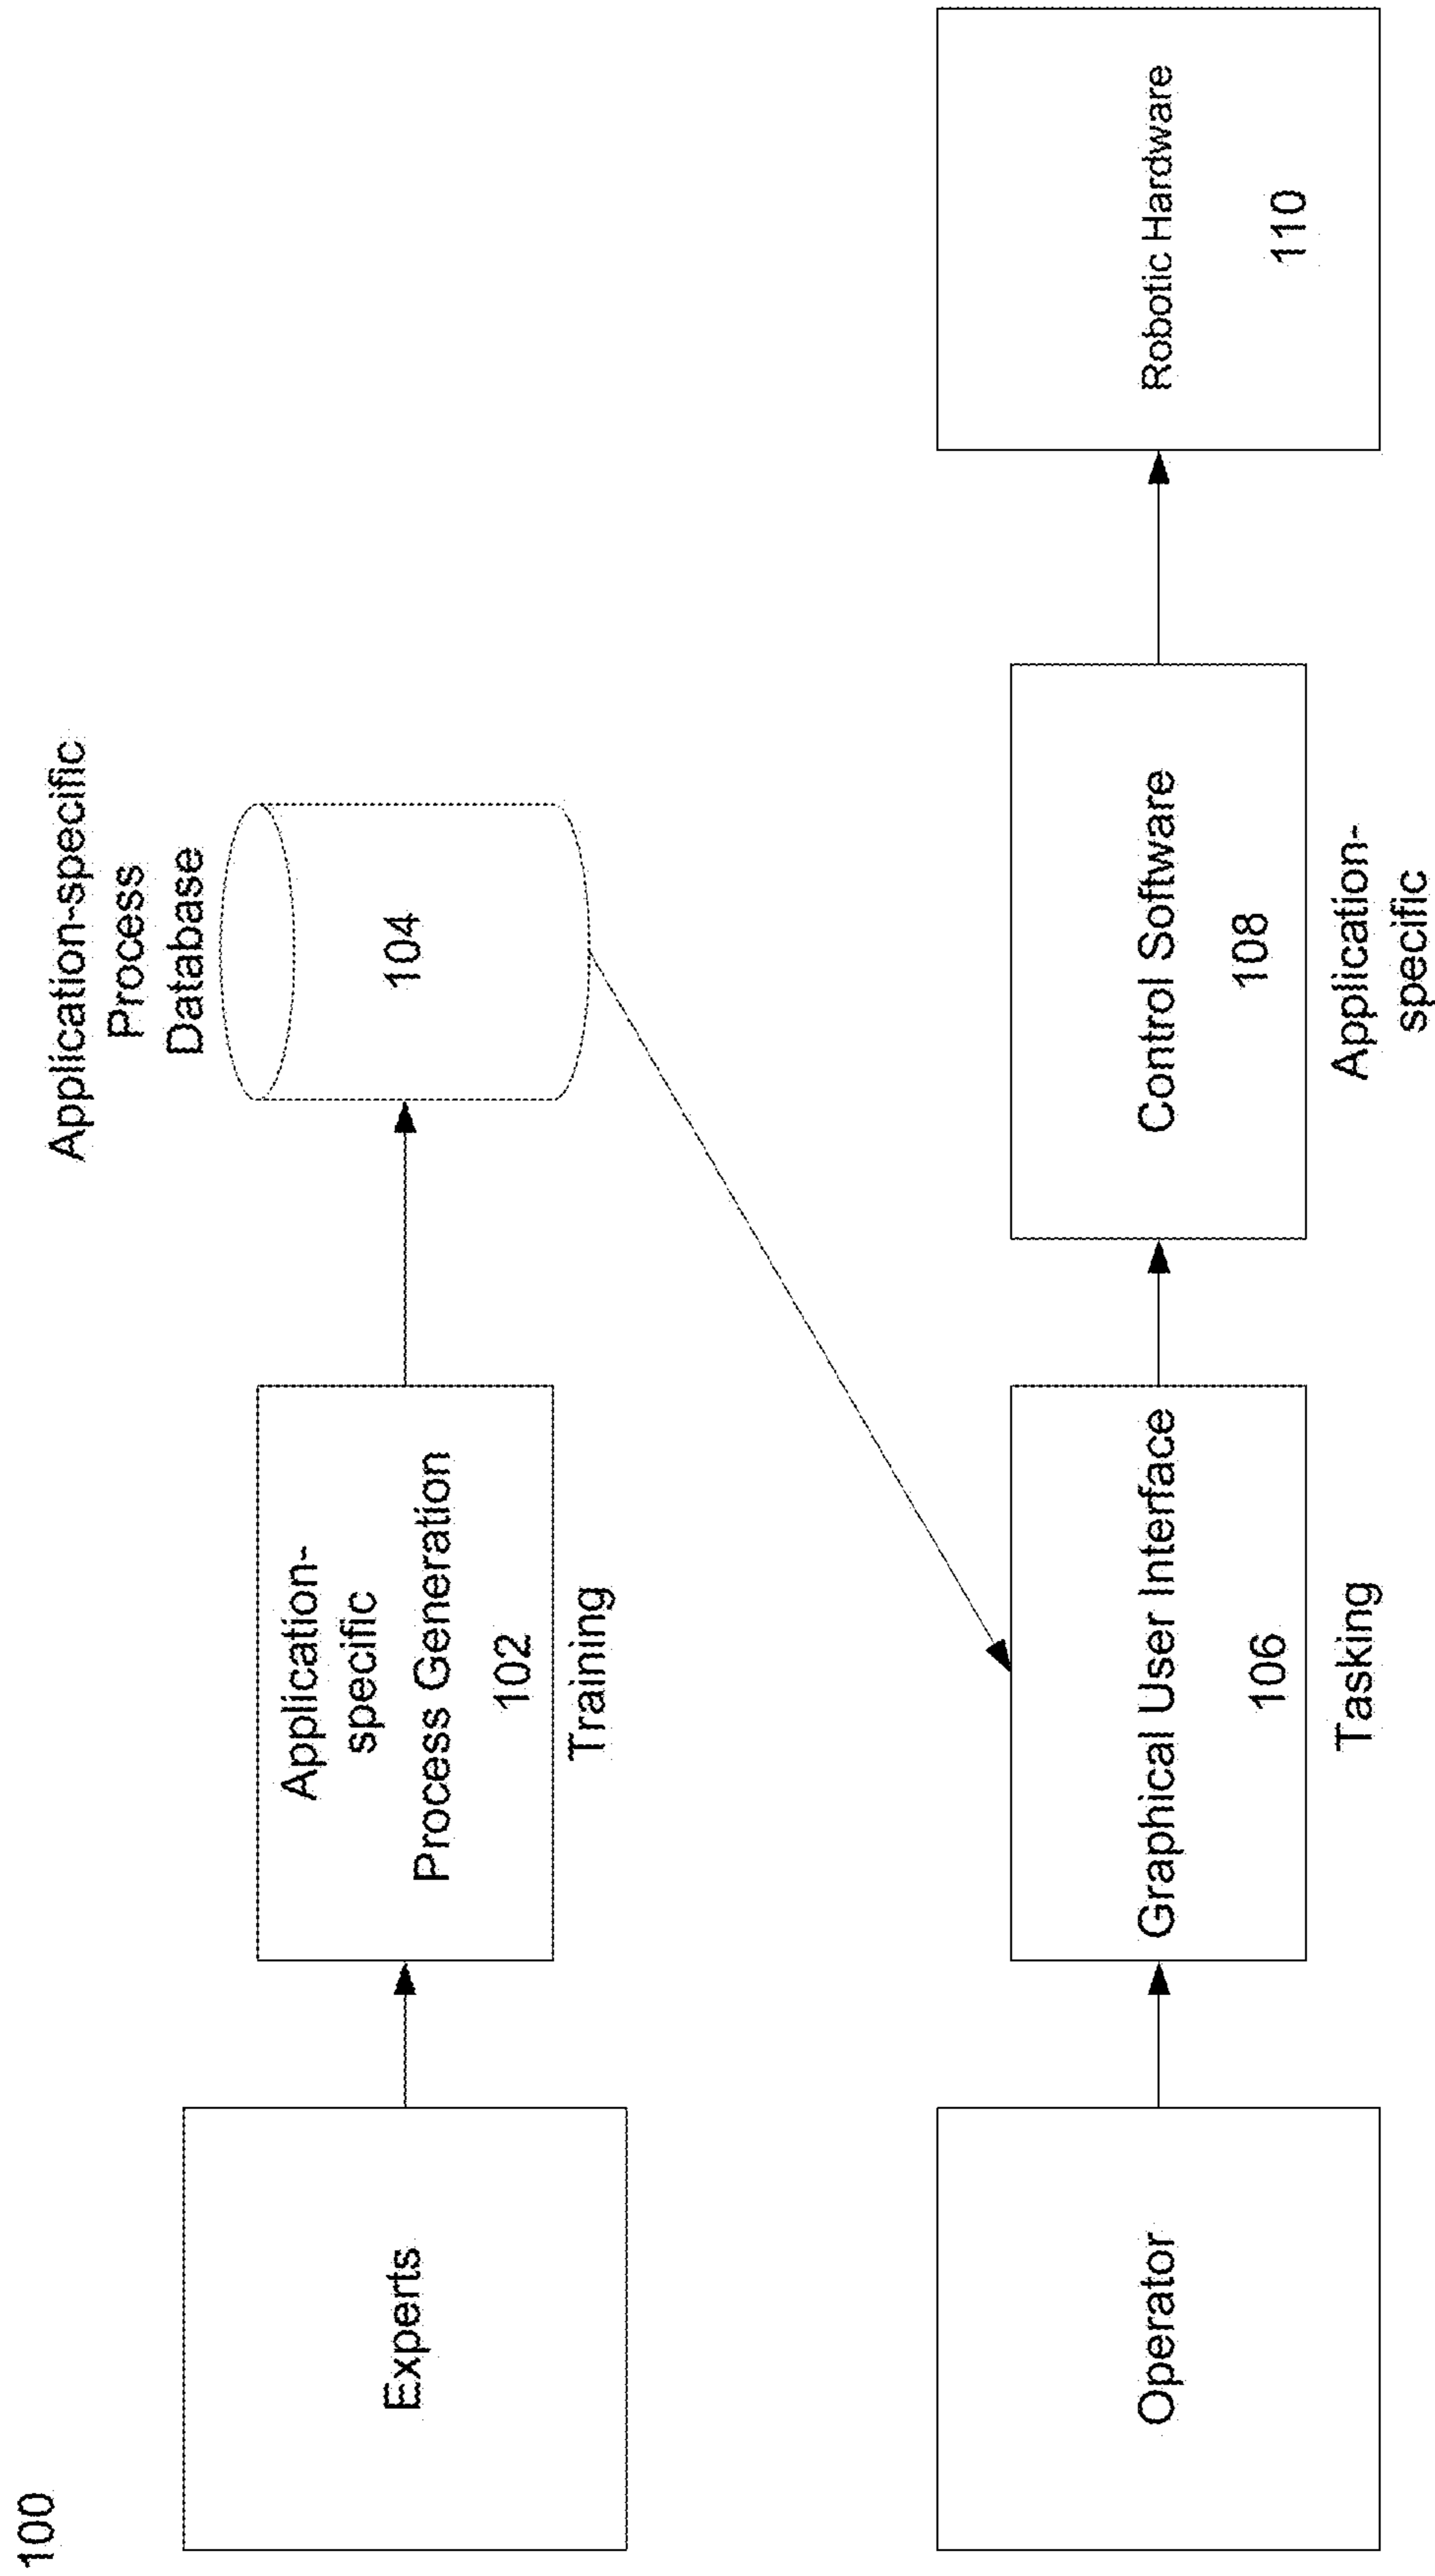 100
Experts
Application-
specific
Process Generation
102
Training
Application-specific
Process
Database
104
Operator
Graphical User Interface
106
Tasking
Control Software
108
Application-
specific
Robotic Hardware
110